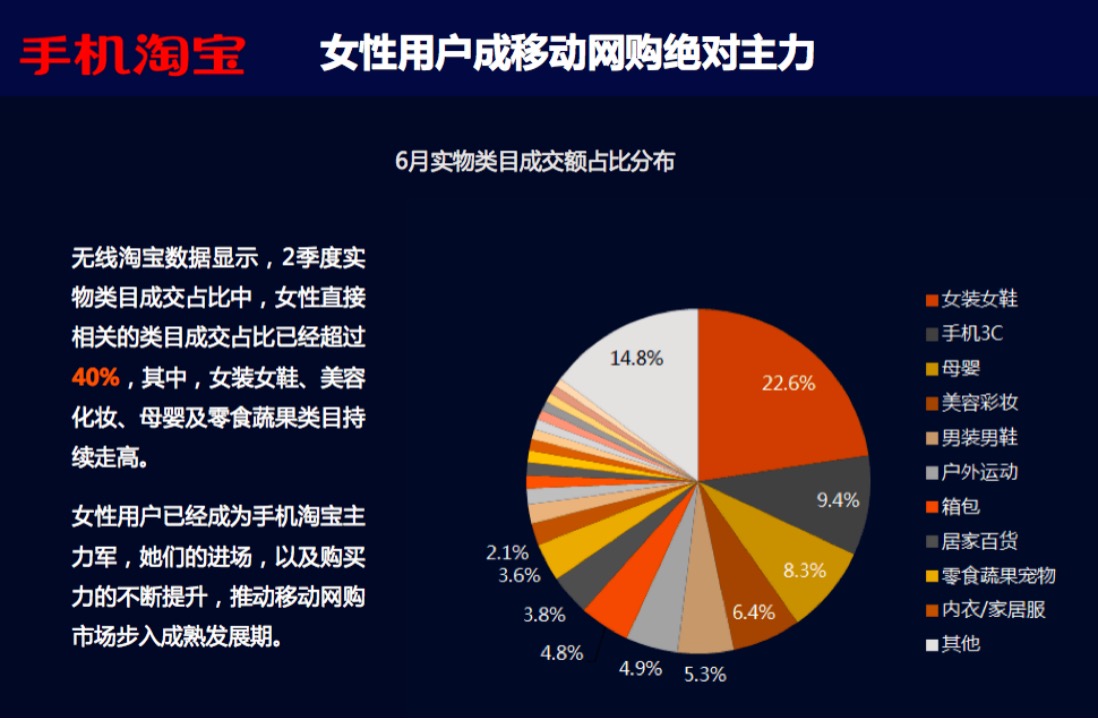 手机淘宝
女性用户成移动网购绝对主力
6月实物类目成交额占比分布
无线淘宝数据显示，2季度实
物类目成交占比中，女性直接
相关的类目成交占比已经超过
40%，其中，女装女鞋、美容
化妆、母婴及零食蔬果类目持
续走高。
女性用户已经成为手机淘宝主
力军，她们的进场，以及购买
力的不断提升，推动移动网购
市场步入成熟发展期。
14.8%
22.6%
9.4%
8.3%
6.4%
5.3%
4.9%
4.8%
3.8%
3.6%
2.1%
女装女鞋
手机3C
母婴
美容彩妆
男装男鞋
户外运动
箱包
居家百货
零食蔬果宠物
内衣/家居服
其他